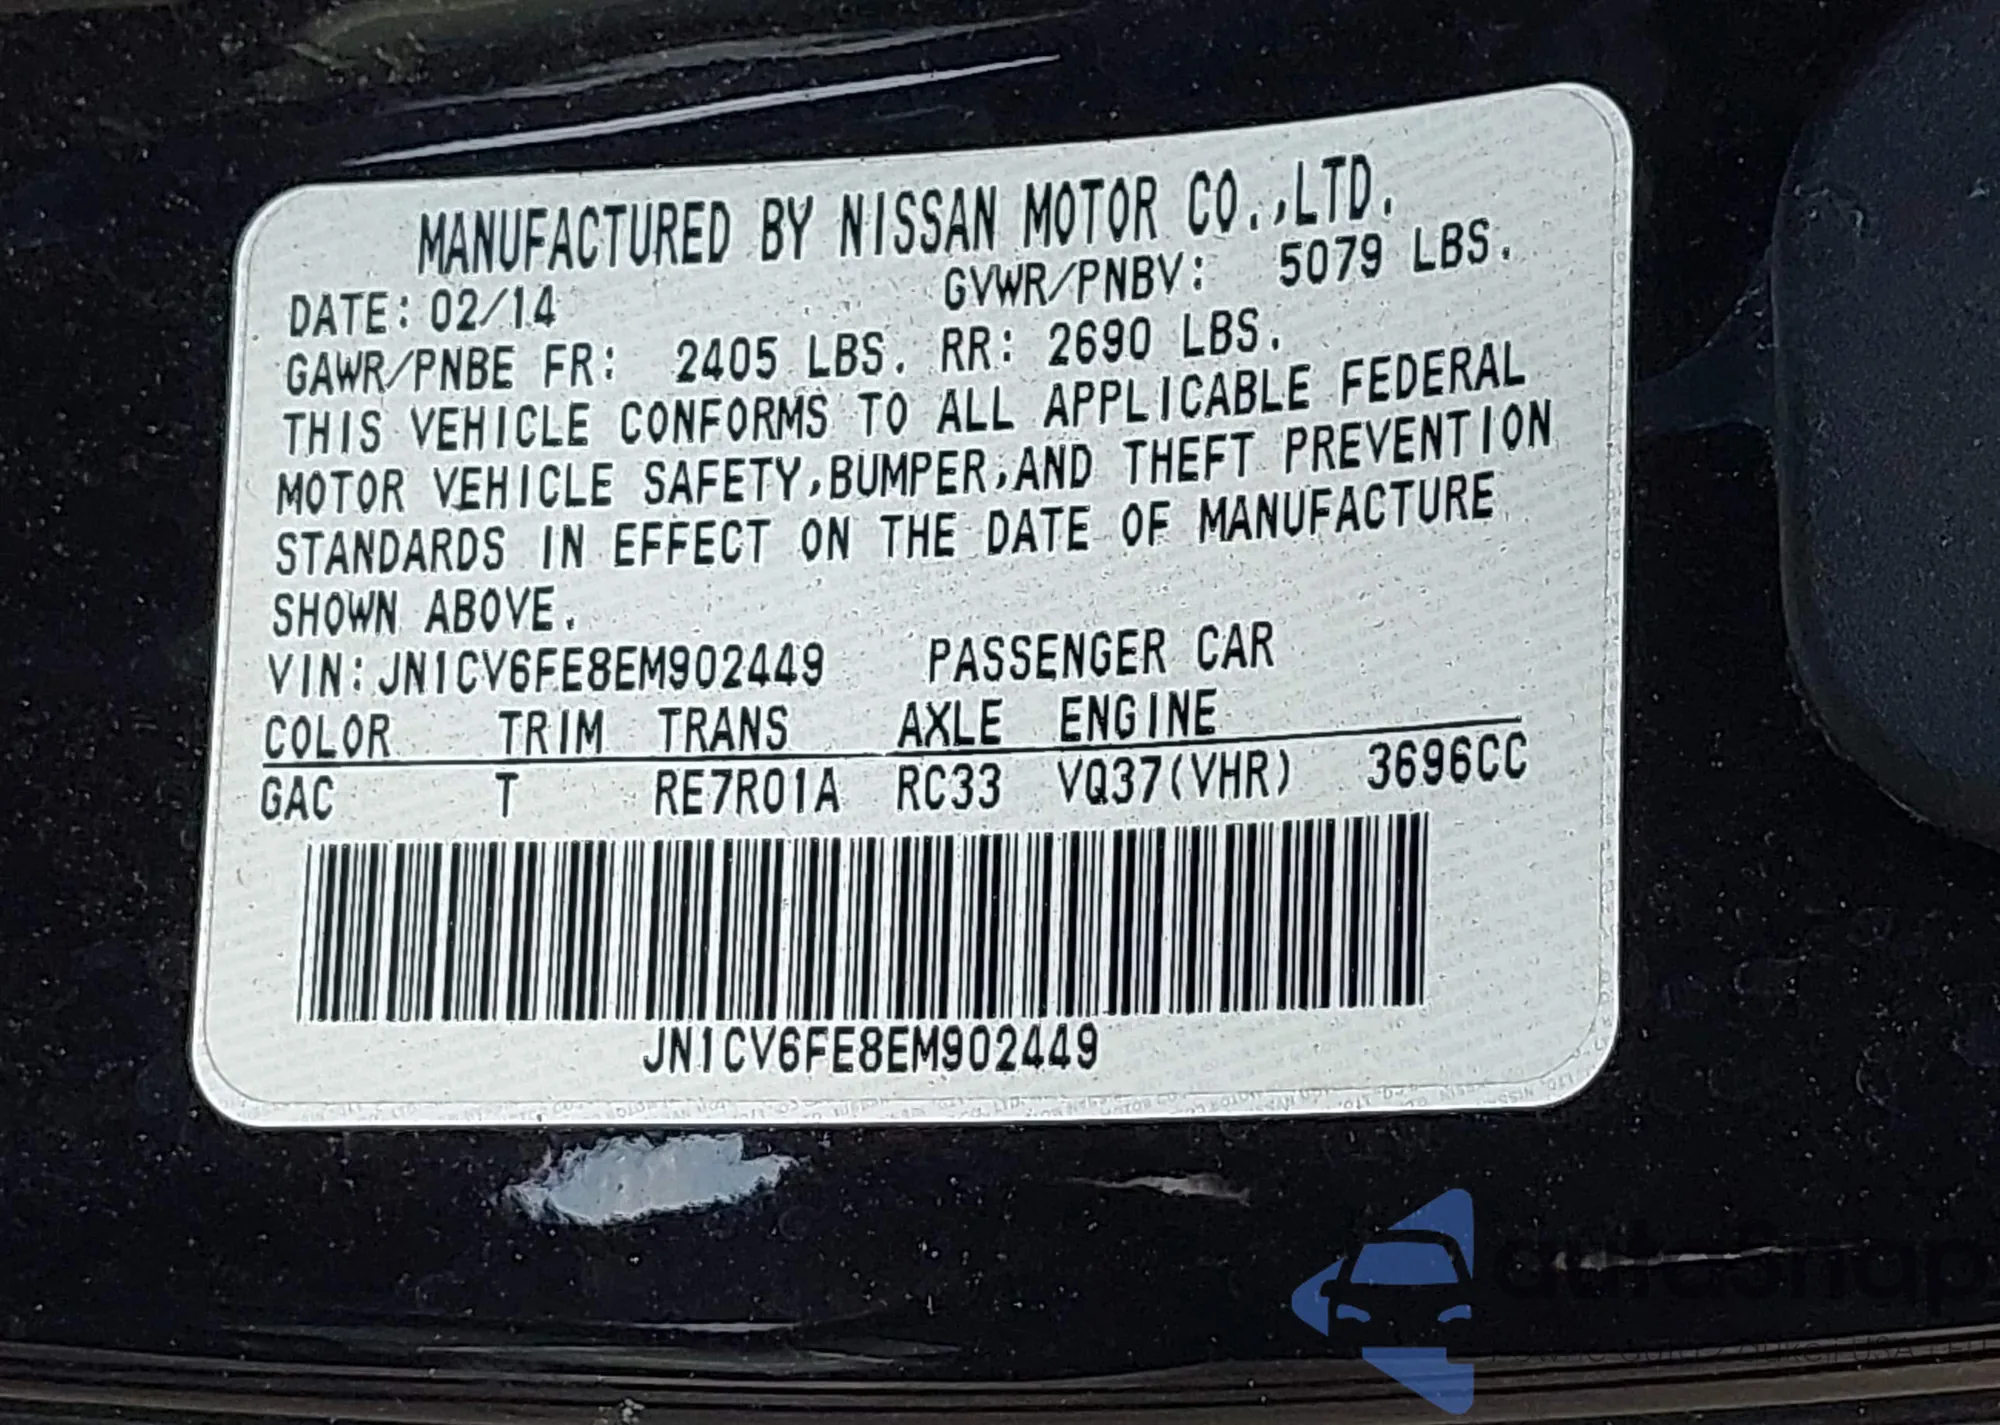 MANUFACTURED BY NISSAN MOTOR CO.,LTD.
DATE: 02/14 GVWR/PNBV: 5079 LBS.
GAWR/PNBE FR: 2405 LBS. RR: 2690 LBS.
THIS VEHICLE CONFORMS TO ALL APPLICABLE FEDERAL
MOTOR VEHICLE SAFETY,BUMPER,AND THEFT PREVENTION
STANDARDS IN EFFECT ON THE DATE OF MANUFACTURE
SHOWN ABOVE.
VIN:JN1CV6FE8EM902449 PASSENGER CAR
COLOR TRIM TRANS AXLE ENGINE
GAC T RE7R01A RC33 VQ37(VHR) 3696CC
JN1CV6FE8EM902449
autosnap